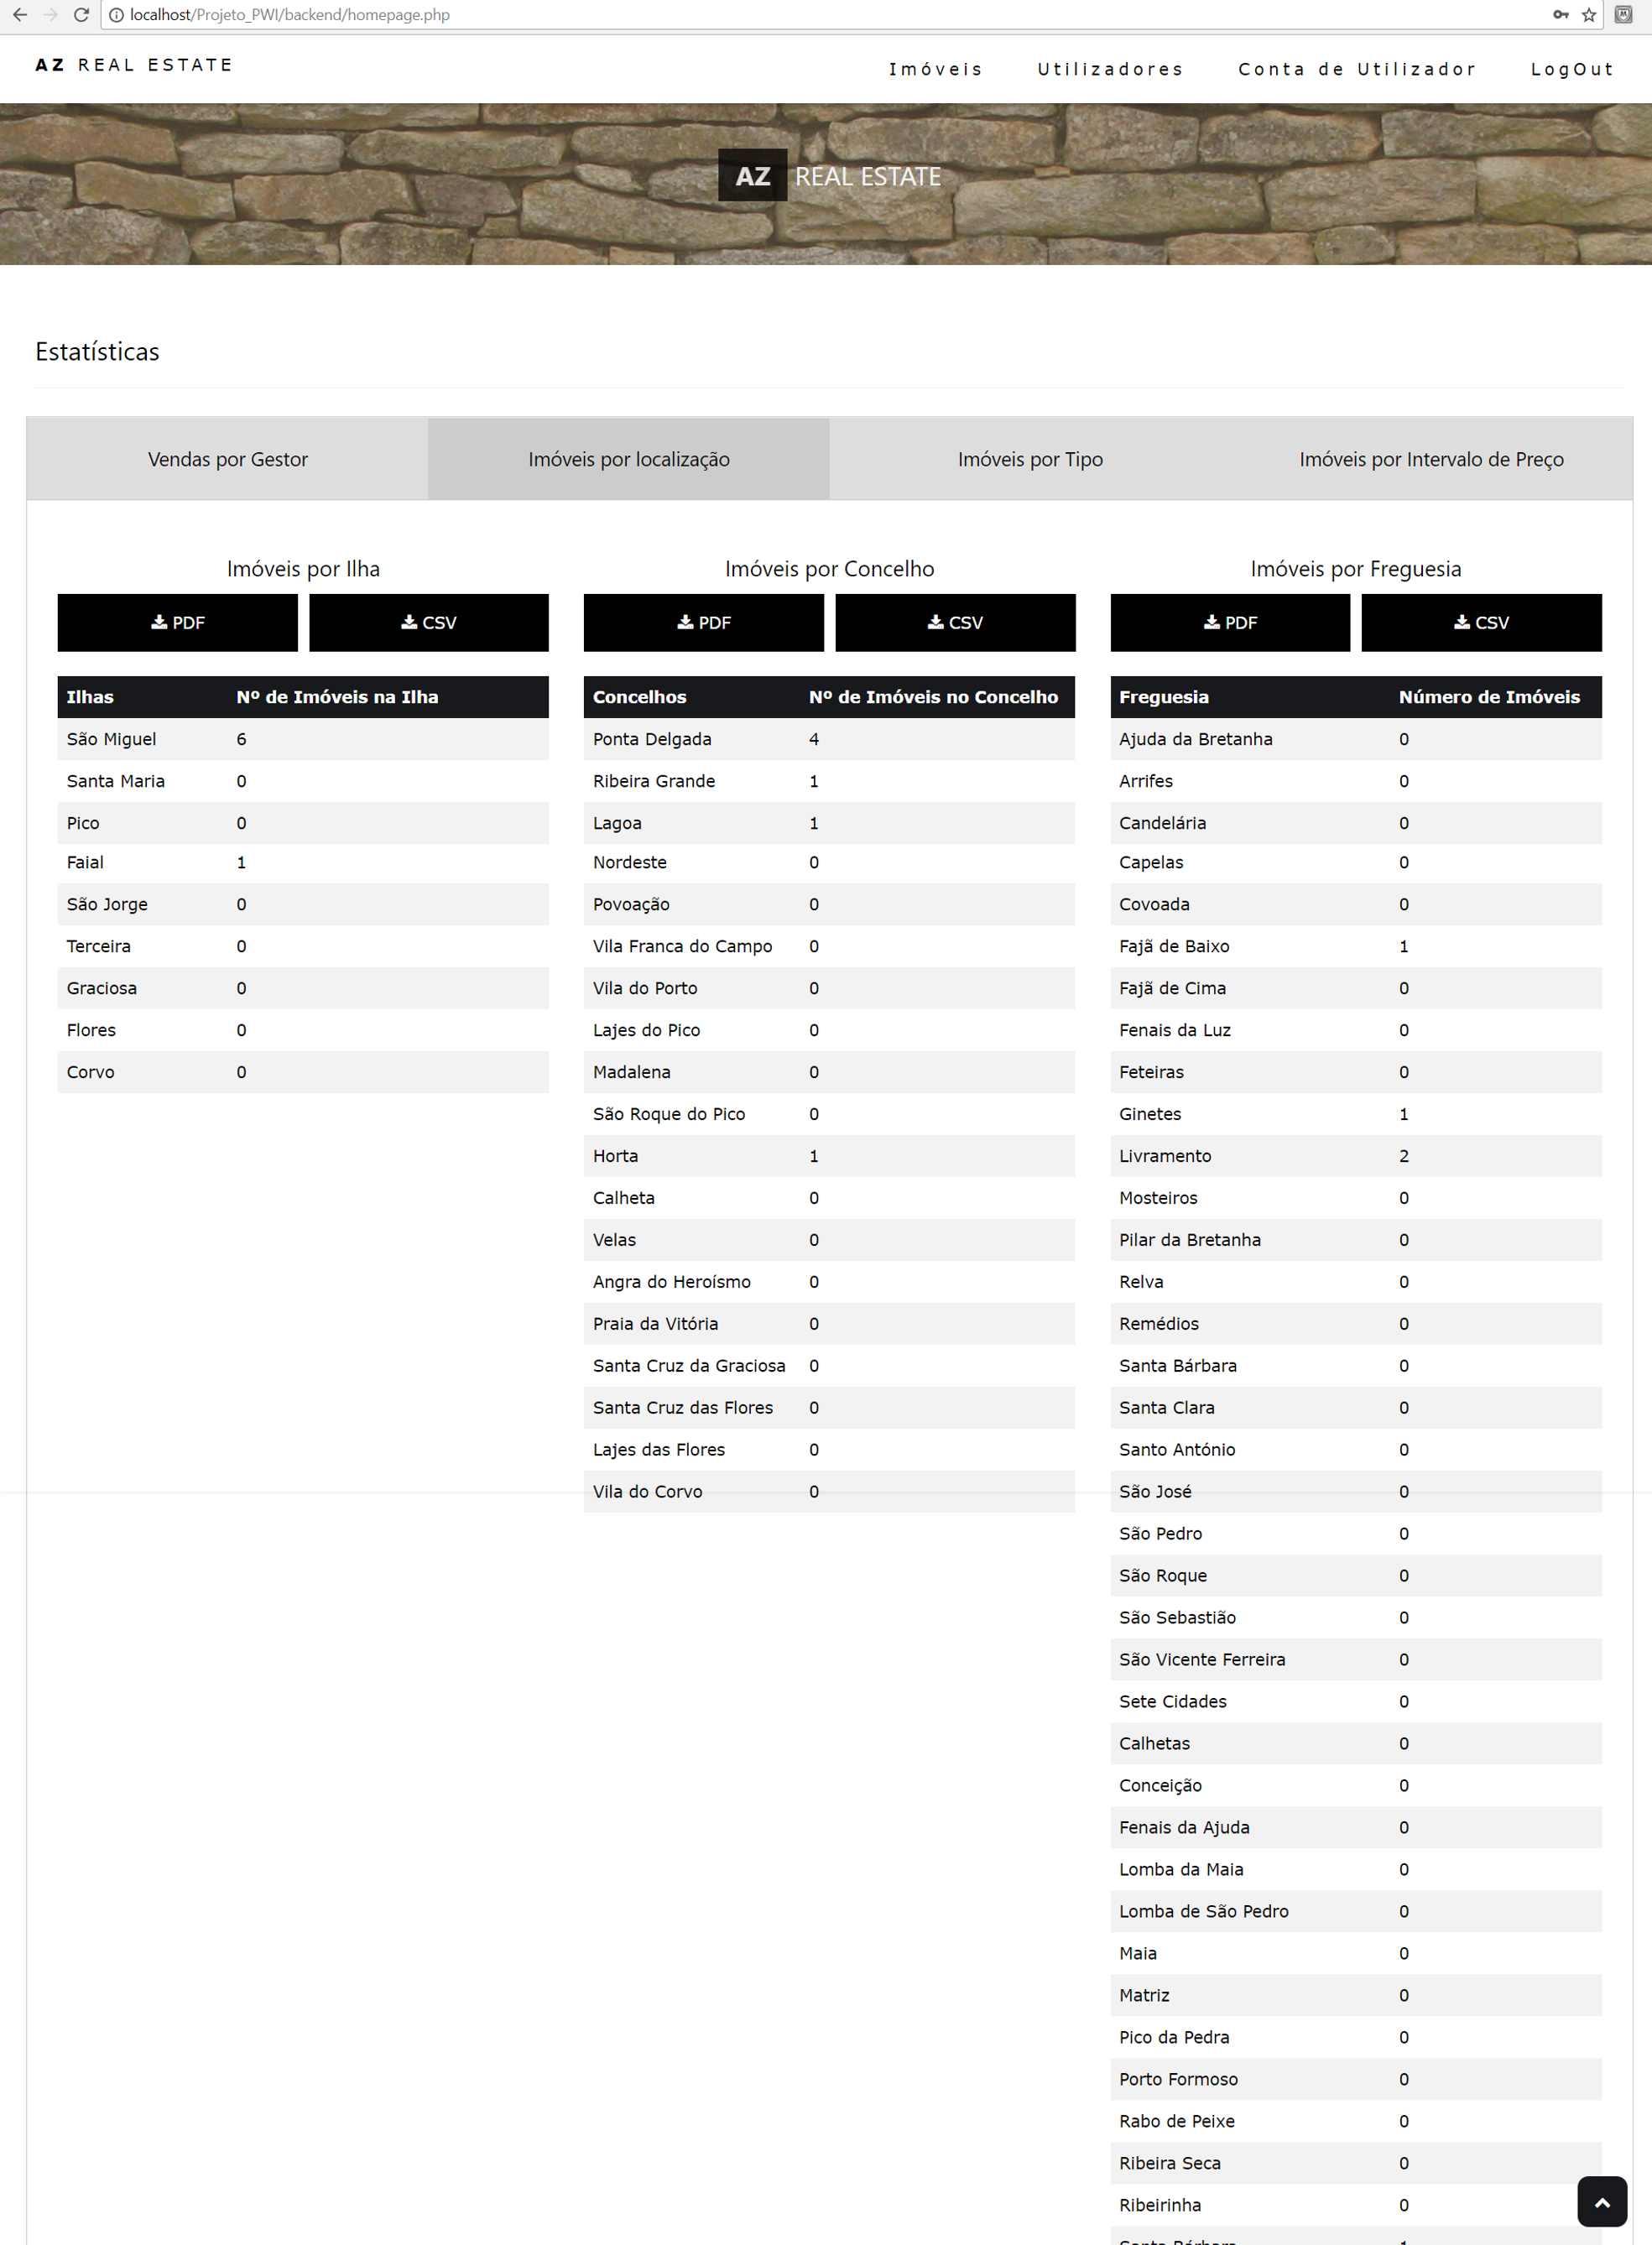 localhost/Projeto_PWI/backend/homepage.php
AZ REAL ESTATE
Imóveis Utilizadores Conta de Utilizador LogOut
AZ REAL ESTATE
Estatísticas
Vendas por Gestor Imóveis por localização Imóveis por Tipo Imóveis por Intervalo de Preço
Imóveis por Ilha
PDF CSV
Ilhas Nº de Imóveis na Ilha
São Miguel 6
Santa Maria 0
Pico 0
Faial 1
São Jorge 0
Terceira 0
Graciosa 0
Flores 0
Corvo 0
Imóveis por Concelho
PDF CSV
Concelhos Nº de Imóveis no Concelho
Ponta Delgada 4
Ribeira Grande 1
Lagoa 1
Nordeste 0
Povoação 0
Vila Franca do Campo 0
Vila do Porto 0
Lajes do Pico 0
Madalena 0
São Roque do Pico 0
Horta 1
Calheta 0
Velas 0
Angra do Heroísmo 0
Praia da Vitória 0
Santa Cruz da Graciosa 0
Santa Cruz das Flores 0
Lajes das Flores 0
Vila do Corvo 0
Imóveis por Freguesia
PDF CSV
Freguesia Número de Imóveis
Ajuda da Bretanha 0
Arrifes 0
Candelária 0
Capelas 0
Covoada 0
Fajã de Baixo 1
Fajã de Cima 0
Fenais da Luz 0
Feteiras 0
Ginetes 1
Livramento 2
Mosteiros 0
Pilar da Bretanha 0
Relva 0
Remédios 0
Santa Bárbara 0
Santa Clara 0
Santo António 0
São José 0
São Pedro 0
São Roque 0
São Sebastião 0
São Vicente Ferreira 0
Sete Cidades 0
Calhetas 0
Conceição 0
Fenais da Ajuda 0
Lomba da Maia 0
Lomba de São Pedro 0
Maia 0
Matriz 0
Pico da Pedra 0
Porto Formoso 0
Rabo de Peixe 0
Ribeira Seca 0
Ribeirinha 0
Santa Bárbara 1